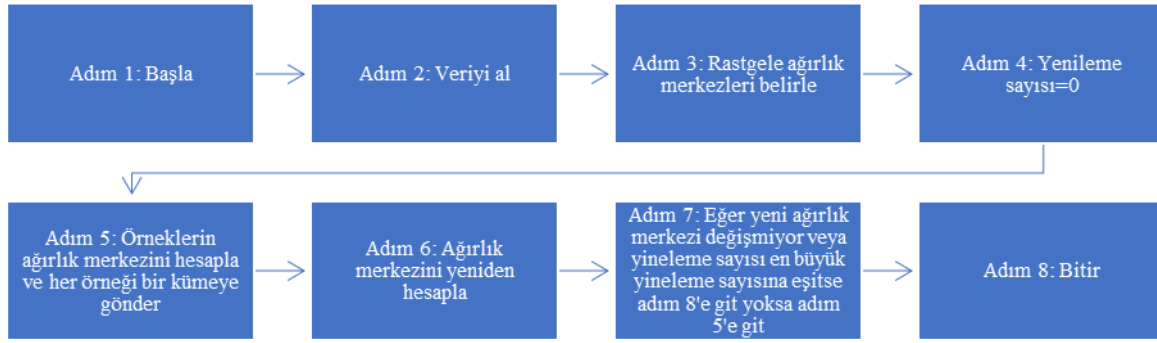 Adım 1: Başla
Adım 2: Veriyi al
Adım 3: Rastgele ağırlık
merkezleri belirle
Adım 4: Yenileme
sayısı=0
Adım 5: Örneklerin
ağırlık merkezini hesapla
ve her örneği bir kümeye
gönder
Adım 6: Ağırlık
merkezini yeniden
hesapla
Adım 7: Eğer yeni ağırlık
merkezi değişmiyor veya
yineleme sayısı en büyük
yineleme sayısına eşitse
adım 8'e git yoksa adım
5'e git
Adım 8: Bitir